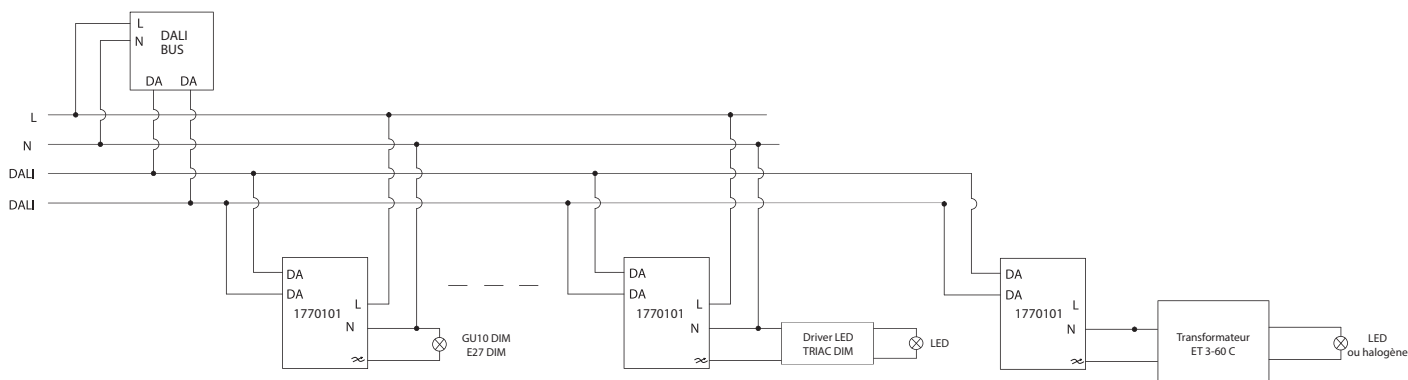 L
N
DALI
BUS
DA DA
L
N
DALI
DALI
DA
DA
1770101
L
N
GU10 DIM
E27 DIM
DA
DA
1770101
L
N
Driver LED
TRIAC DIM
LED
DA
DA
1770101
L
N
Transformateur
ET 3-60 C
LED
ou halogène